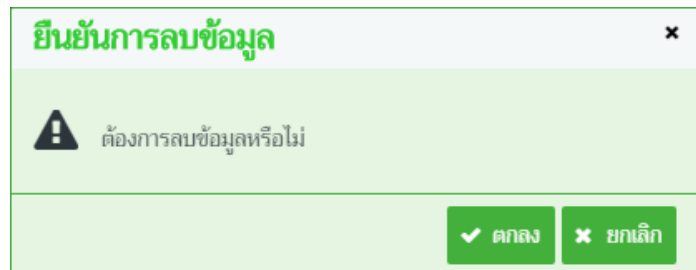 ยืนยันการลบข้อมูล
ต้องการลบข้อมูลหรือไม่
ตกลง ยกเลิก